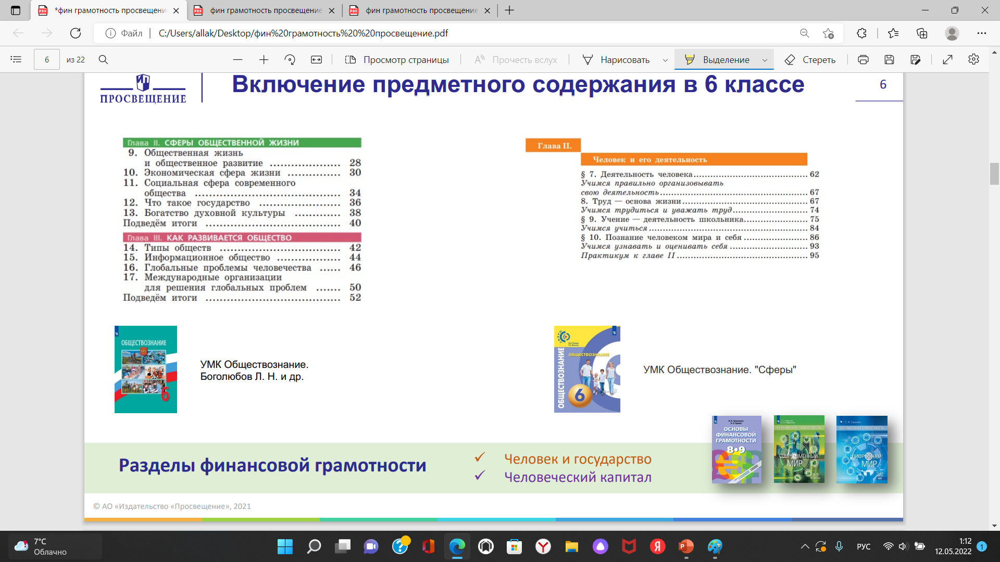 *фин грамотность просвещени
фин грамотность просвещение
фин грамотность просвещение
Файл
C:/Users/allak/Desktop/фин%20грамотность%20%20просвещение.pdf
6
из 22
Просмотр страницы
Прочесть вслух
Нарисовать
Выделение
Стереть
ПРОСВЕЩЕНИЕ
Включение предметного содержания в 6 классе
6
Глава II. СФЕРЫ ОБЩЕСТВЕННОЙ ЖИЗНИ
9. Общественная жизнь
и общественное развитие .................... 28
10. Экономическая сфера жизни ............... 30
11. Социальная сфера современного
общества ......................................... 34
12. Что такое государство ....................... 36
13. Богатство духовной культуры ............. 38
Подведём итоги ...................................... 40
Глава III. КАК РАЗВИВАЕТСЯ ОБЩЕСТВО
14. Типы обществ .................................. 42
15. Информационное общество .................. 44
16. Глобальные проблемы человечества ...... 46
17. Международные организации
для решения глобальных проблем ....... 50
Подведём итоги ...................................... 52
Глава II.
Человек и его деятельность
§ 7. Деятельность человека........................................ 62
Учимся правильно организовывать
свою деятельность.................................................... 67
8. Труд — основа жизни............................................ 67
Учимся трудиться и уважать труд.......................... 74
§ 9. Учение — деятельность школьника...................... 75
Учимся учиться........................................................ 84
§ 10. Познание человеком мира и себя ....................... 86
Учимся узнавать и оценивать себя ........................... 93
Практикум к главе II.............................................. 95
ОБЩЕСТВОЗНАНИЕ
6
УМК Обществознание.
Боголюбов Л. Н. и др.
ОБЩЕСТВОЗНАНИЕ
ОБЩЕСТВОЗНАНИЕ
6
УМК Обществознание. "Сферы"
ОСНОВЫ
ФИНАНСОВОЙ
ГРАМОТНОСТИ
8•9
ФИНАНСОВАЯ ГРАМОТНОСТЬ
СОВРЕМЕННЫЙ
МИР
ФИНАНСОВАЯ ГРАМОТНОСТЬ
ЦИФРОВОЙ
МИР
Разделы финансовой грамотности
Человек и государство
Человеческий капитал
© АО «Издательство «Просвещение», 2021
7°C
Облачно
РУС
1:12
12.05.2022
1